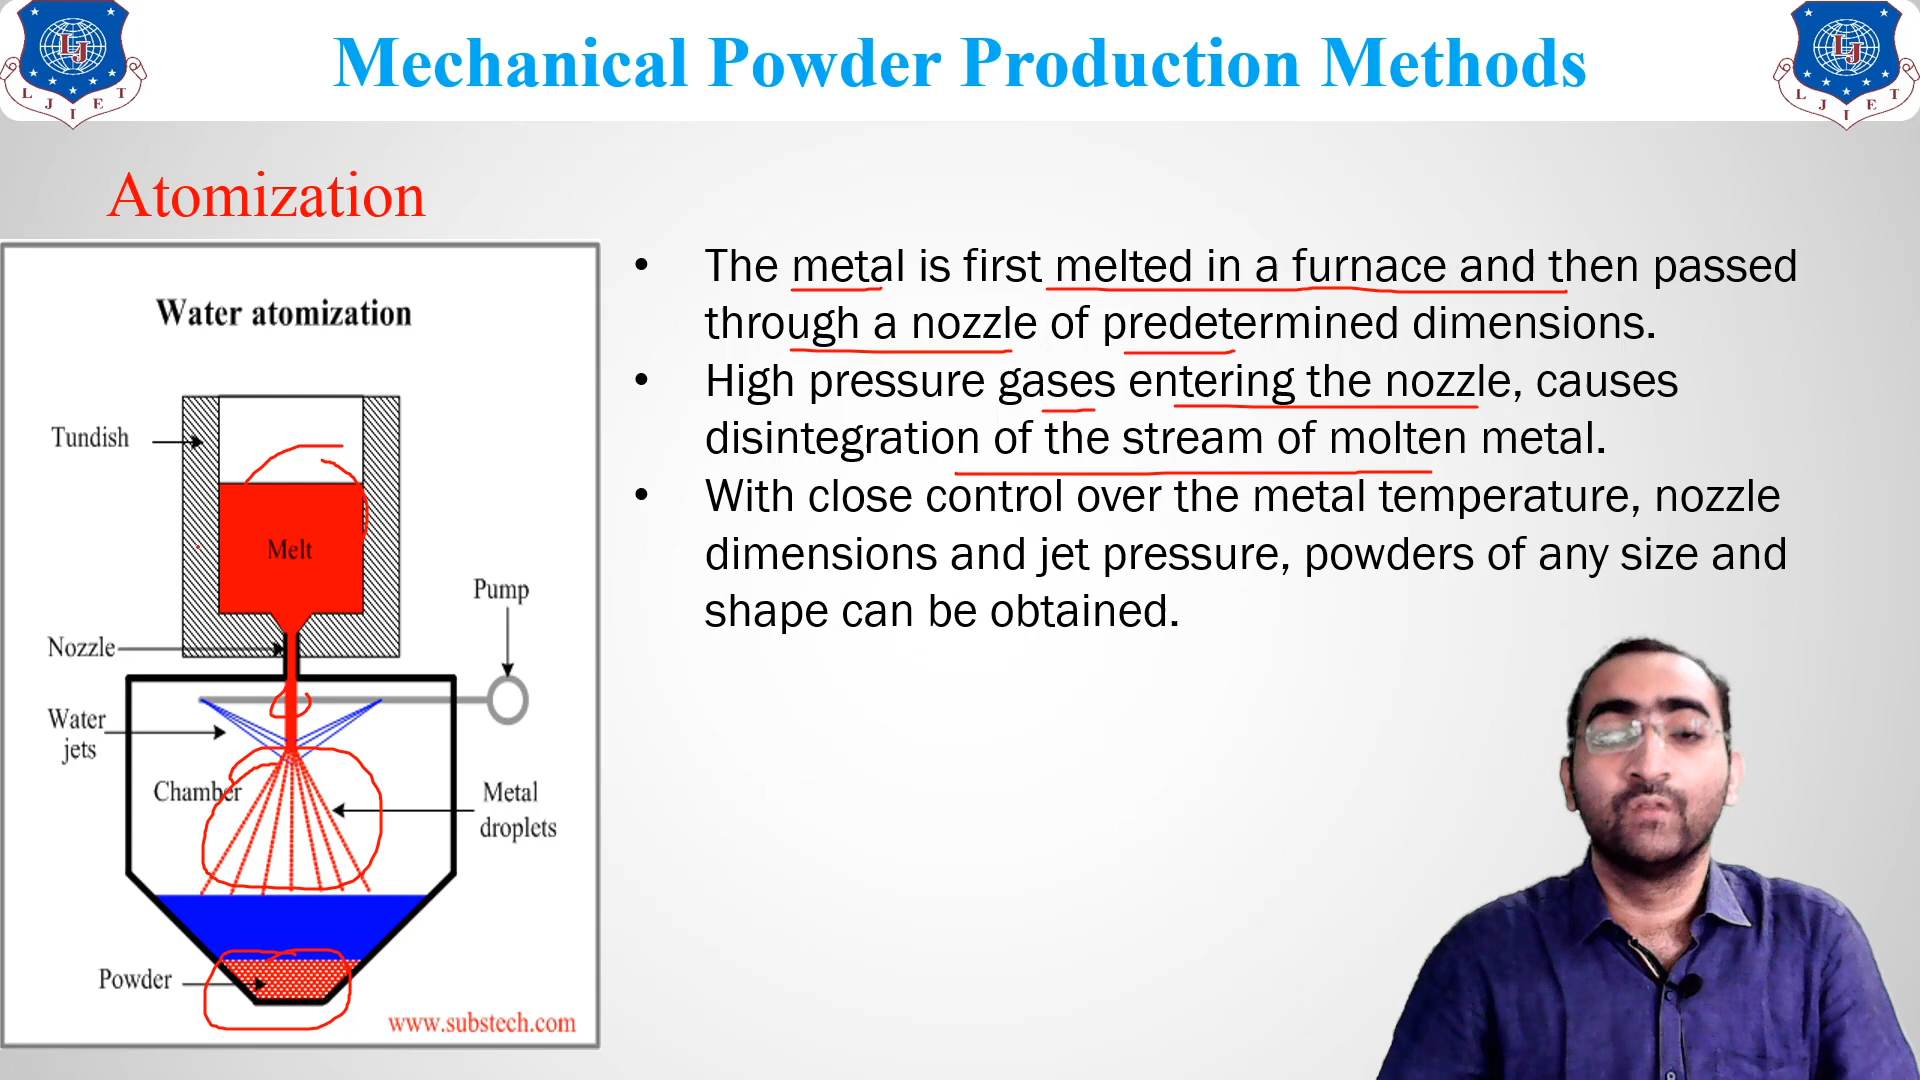 Mechanical Powder Production Methods
LJ
L J I E T
LJ
L J I E T
Atomization
Water atomization
Tundish
Melt
Pump
Nozzle
Water
jets
Chamber
Metal
droplets
Powder
www.substech.com
• The metal is first melted in a furnace and then passed
through a nozzle of predetermined dimensions.
• High pressure gases entering the nozzle, causes
disintegration of the stream of molten metal.
• With close control over the metal temperature, nozzle
dimensions and jet pressure, powders of any size and
shape can be obtained.